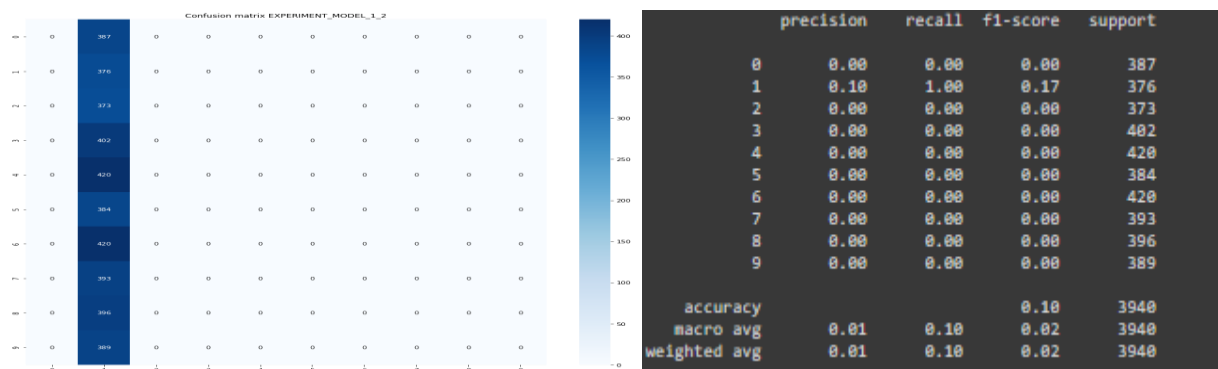 Confusion matrix EXPERIMENT_MODEL_1_2
0 0 387 0 0 0 0 0 0 0 0
1 0 376 0 0 0 0 0 0 0 0
2 0 373 0 0 0 0 0 0 0 0
3 0 402 0 0 0 0 0 0 0 0
4 0 420 0 0 0 0 0 0 0 0
5 0 384 0 0 0 0 0 0 0 0
6 0 420 0 0 0 0 0 0 0 0
7 0 393 0 0 0 0 0 0 0 0
8 0 396 0 0 0 0 0 0 0 0
9 0 389 0 0 0 0 0 0 0 0
400
350
300
250
200
150
100
50
0
precision recall f1-score support
0 0.00 0.00 0.00 387
1 0.10 1.00 0.17 376
2 0.00 0.00 0.00 373
3 0.00 0.00 0.00 402
4 0.00 0.00 0.00 420
5 0.00 0.00 0.00 384
6 0.00 0.00 0.00 420
7 0.00 0.00 0.00 393
8 0.00 0.00 0.00 396
9 0.00 0.00 0.00 389
accuracy 0.10 3940
macro avg 0.01 0.10 0.02 3940
weighted avg 0.01 0.10 0.02 3940